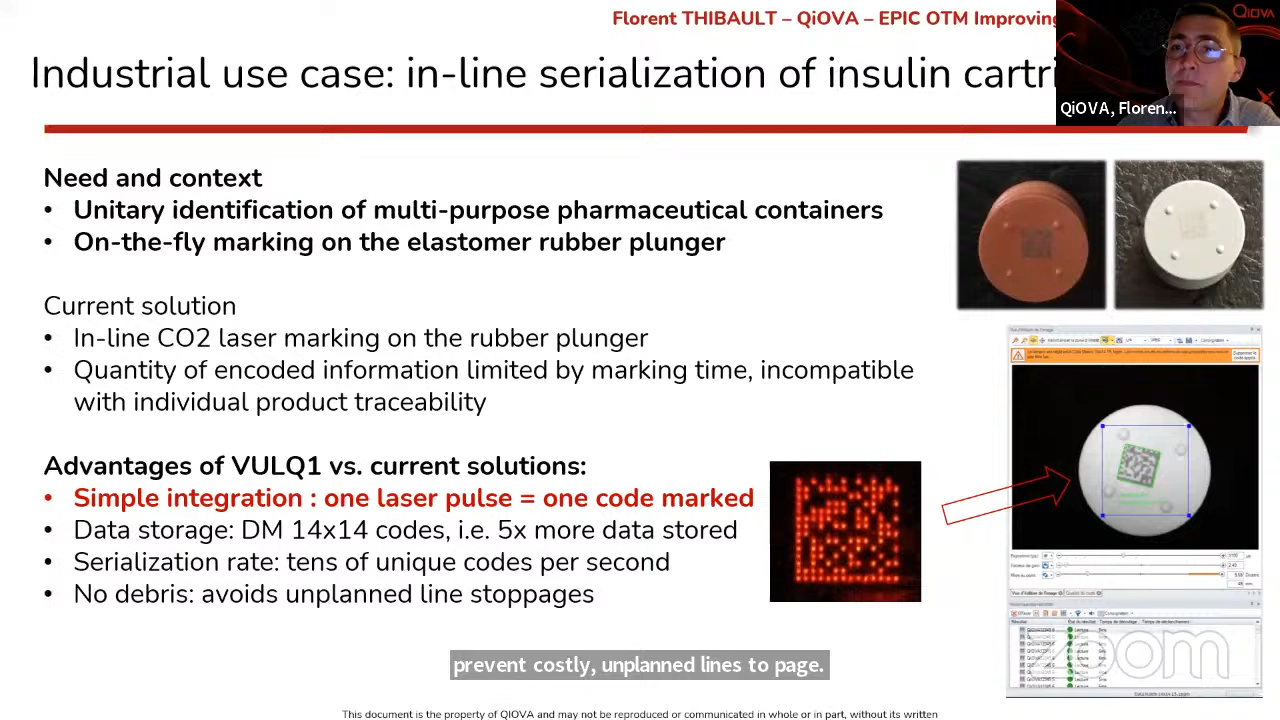 Florent THIBAULT – QiOVA – EPIC OTM Improving
QiOVA
Industrial use case: in-line serialization of insulin cartri
QiOVA, Floren...
Need and context
• Unitary identification of multi-purpose pharmaceutical containers
• On-the-fly marking on the elastomer rubber plunger
Current solution
• In-line CO2 laser marking on the rubber plunger
• Quantity of encoded information limited by marking time, incompatible
with individual product traceability
Advantages of VULQ1 vs. current solutions:
• Simple integration : one laser pulse = one code marked
• Data storage: DM 14x14 codes, i.e. 5x more data stored
• Serialization rate: tens of unique codes per second
• No debris: avoids unplanned line stoppages
zoom
prevent costly, unplanned lines to page.
This document is the property of QIOVA and may not be reproduced or communicated in whole or in part, without its written